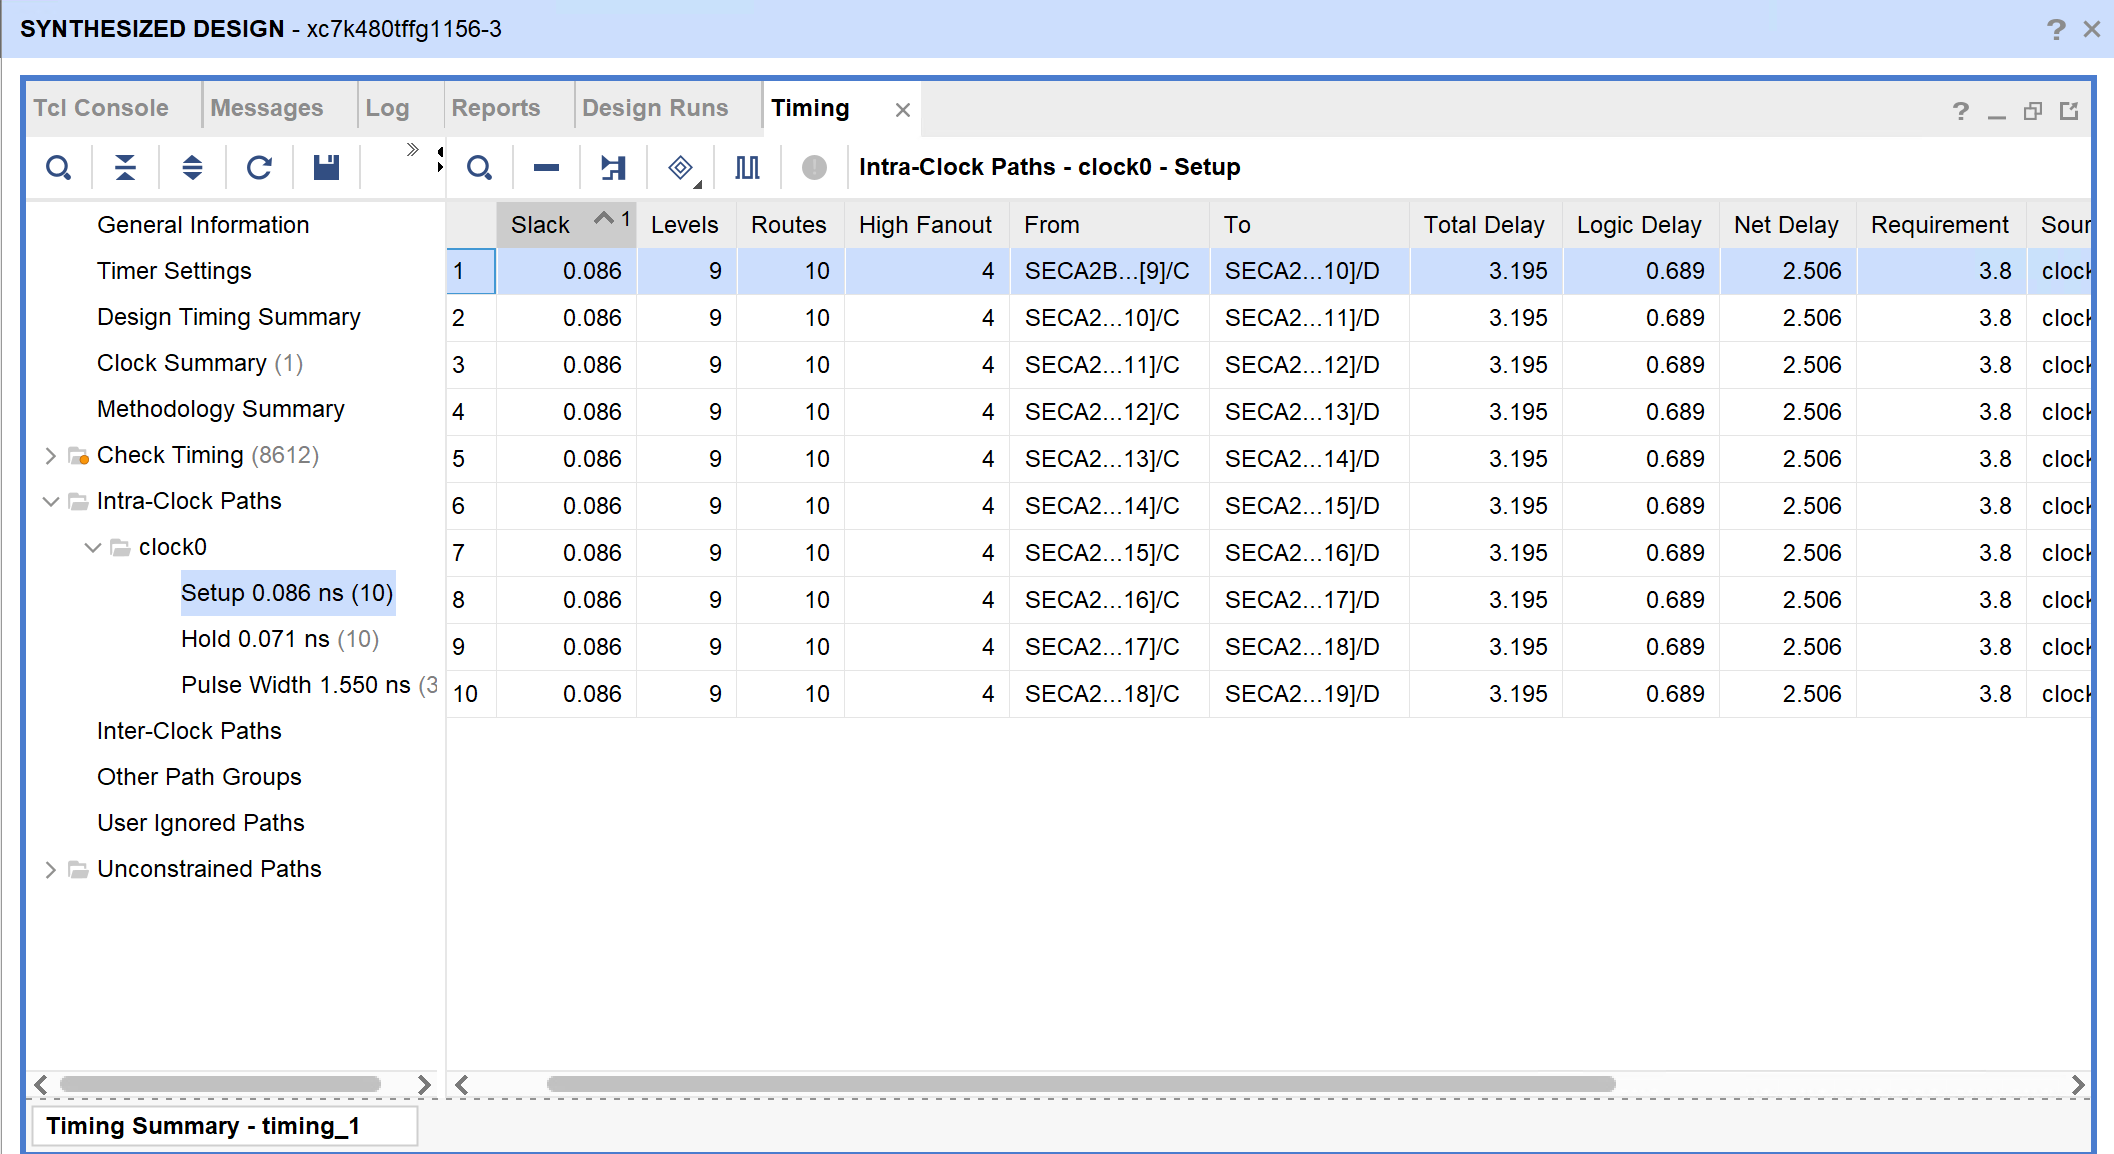 SYNTHESIZED DESIGN - xc7k480tffg1156-3
Tcl Console Messages Log Reports Design Runs Timing
Intra-Clock Paths - clock0 - Setup
General Information
Timer Settings
Design Timing Summary
Clock Summary (1)
Methodology Summary
Check Timing (8612)
Intra-Clock Paths
clock0
Setup 0.086 ns (10)
Hold 0.071 ns (10)
Pulse Width 1.550 ns (3
Inter-Clock Paths
Other Path Groups
User Ignored Paths
Unconstrained Paths
Slack 1 Levels Routes High Fanout From To Total Delay Logic Delay Net Delay Requirement Sour
1 0.086 9 10 4 SECA2B...[9]/C SECA2...10]/D 3.195 0.689 2.506 3.8 clock
2 0.086 9 10 4 SECA2...10]/C SECA2...11]/D 3.195 0.689 2.506 3.8 clock
3 0.086 9 10 4 SECA2...11]/C SECA2...12]/D 3.195 0.689 2.506 3.8 clock
4 0.086 9 10 4 SECA2...12]/C SECA2...13]/D 3.195 0.689 2.506 3.8 clock
5 0.086 9 10 4 SECA2...13]/C SECA2...14]/D 3.195 0.689 2.506 3.8 clock
6 0.086 9 10 4 SECA2...14]/C SECA2...15]/D 3.195 0.689 2.506 3.8 clock
7 0.086 9 10 4 SECA2...15]/C SECA2...16]/D 3.195 0.689 2.506 3.8 clock
8 0.086 9 10 4 SECA2...16]/C SECA2...17]/D 3.195 0.689 2.506 3.8 clock
9 0.086 9 10 4 SECA2...17]/C SECA2...18]/D 3.195 0.689 2.506 3.8 clock
10 0.086 9 10 4 SECA2...18]/C SECA2...19]/D 3.195 0.689 2.506 3.8 clock
Timing Summary - timing_1